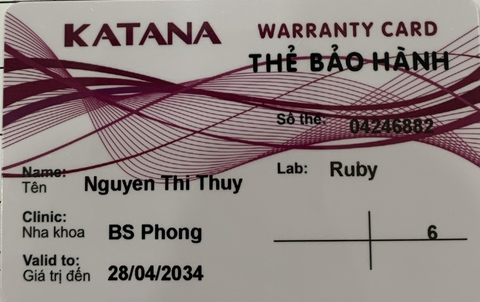 KATANA
WARRANTY CARD
THẺ BẢO HÀNH
Số thẻ: 04246882
Name:
Tên Nguyen Thi Thuy
Lab: Ruby
Clinic:
Nha khoa BS Phong
6
Valid to:
Giá trị đến 28/04/2034